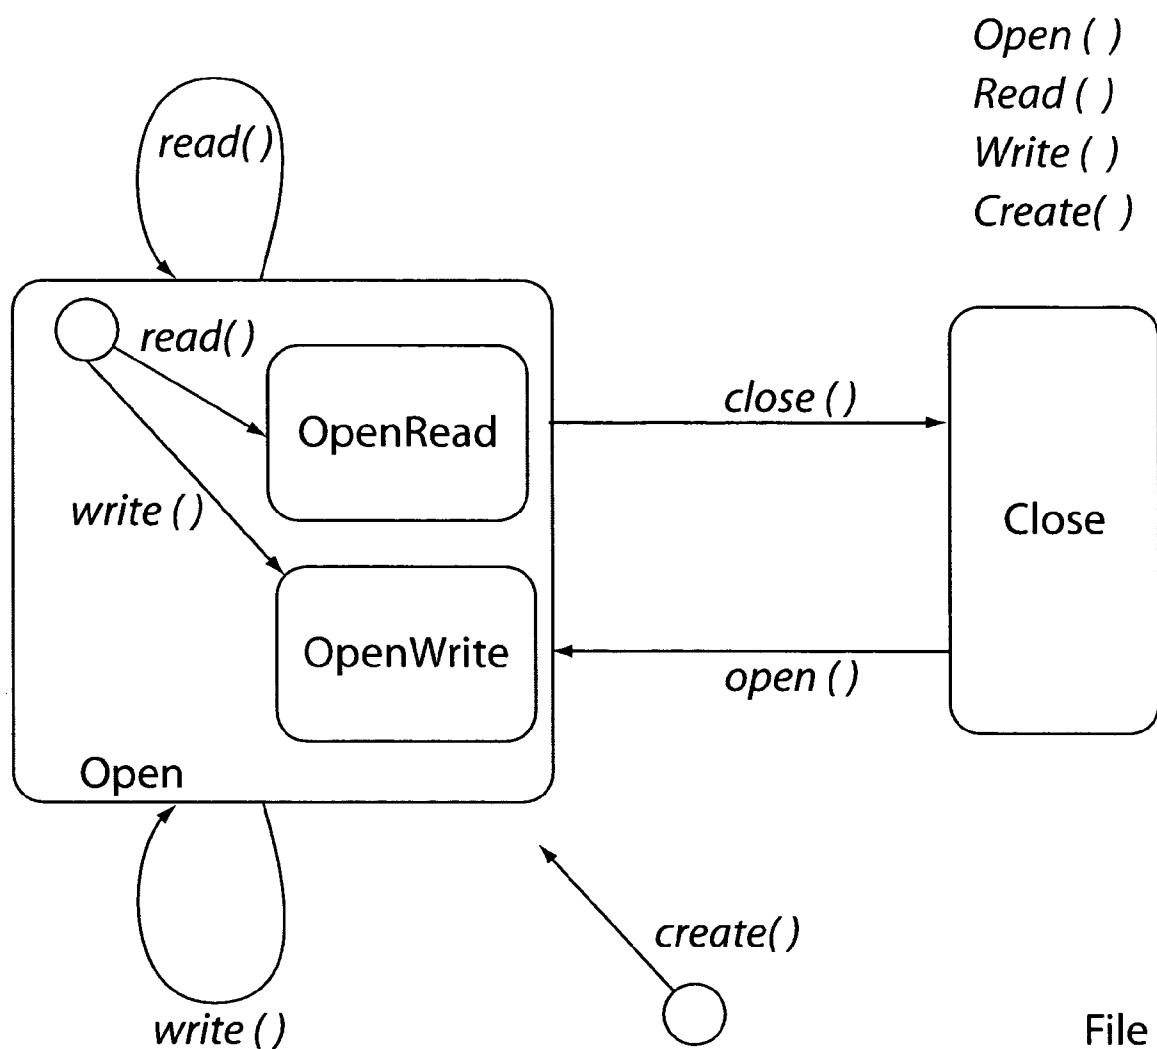 Open ( )
Read ( )
Write ( )
Create( )
read( )
read( )
OpenRead
write ( )
OpenWrite
Open
close ( )
Close
open ( )
create( )
write ( )
File